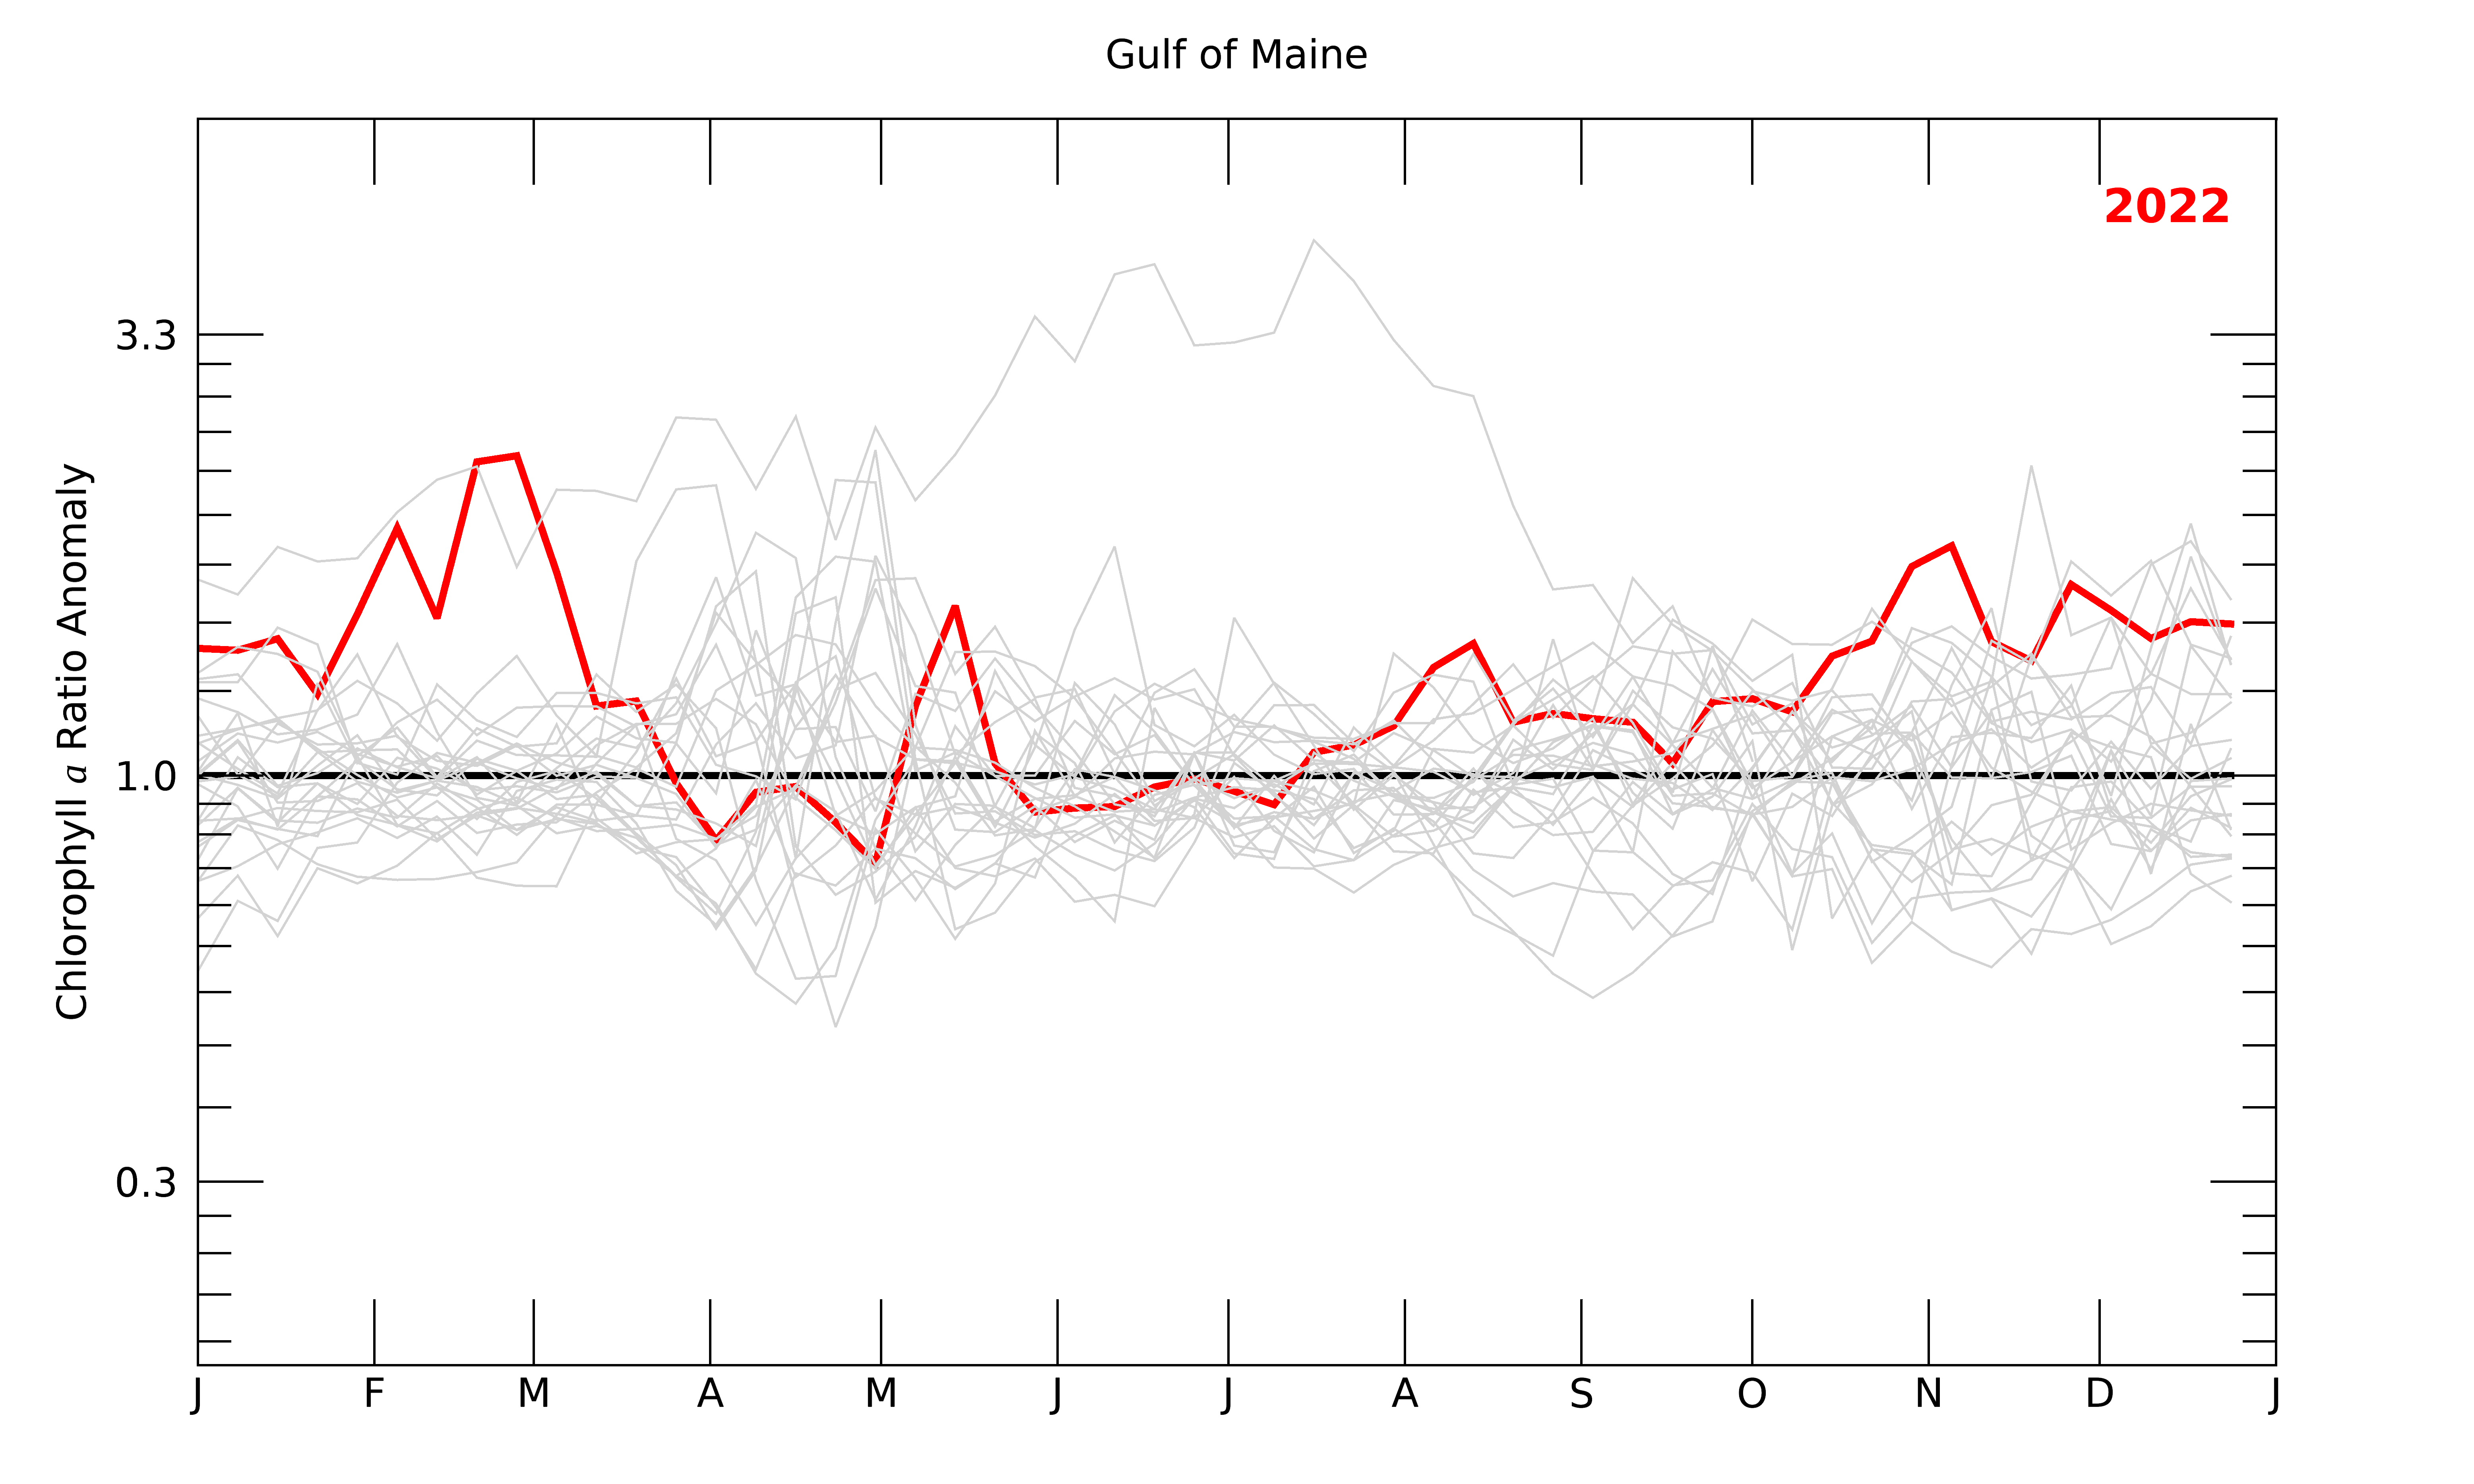 Gulf of Maine
2022
3.3
1.0
0.3
Chlorophyll a Ratio Anomaly
J F M A M J J A S O N D J